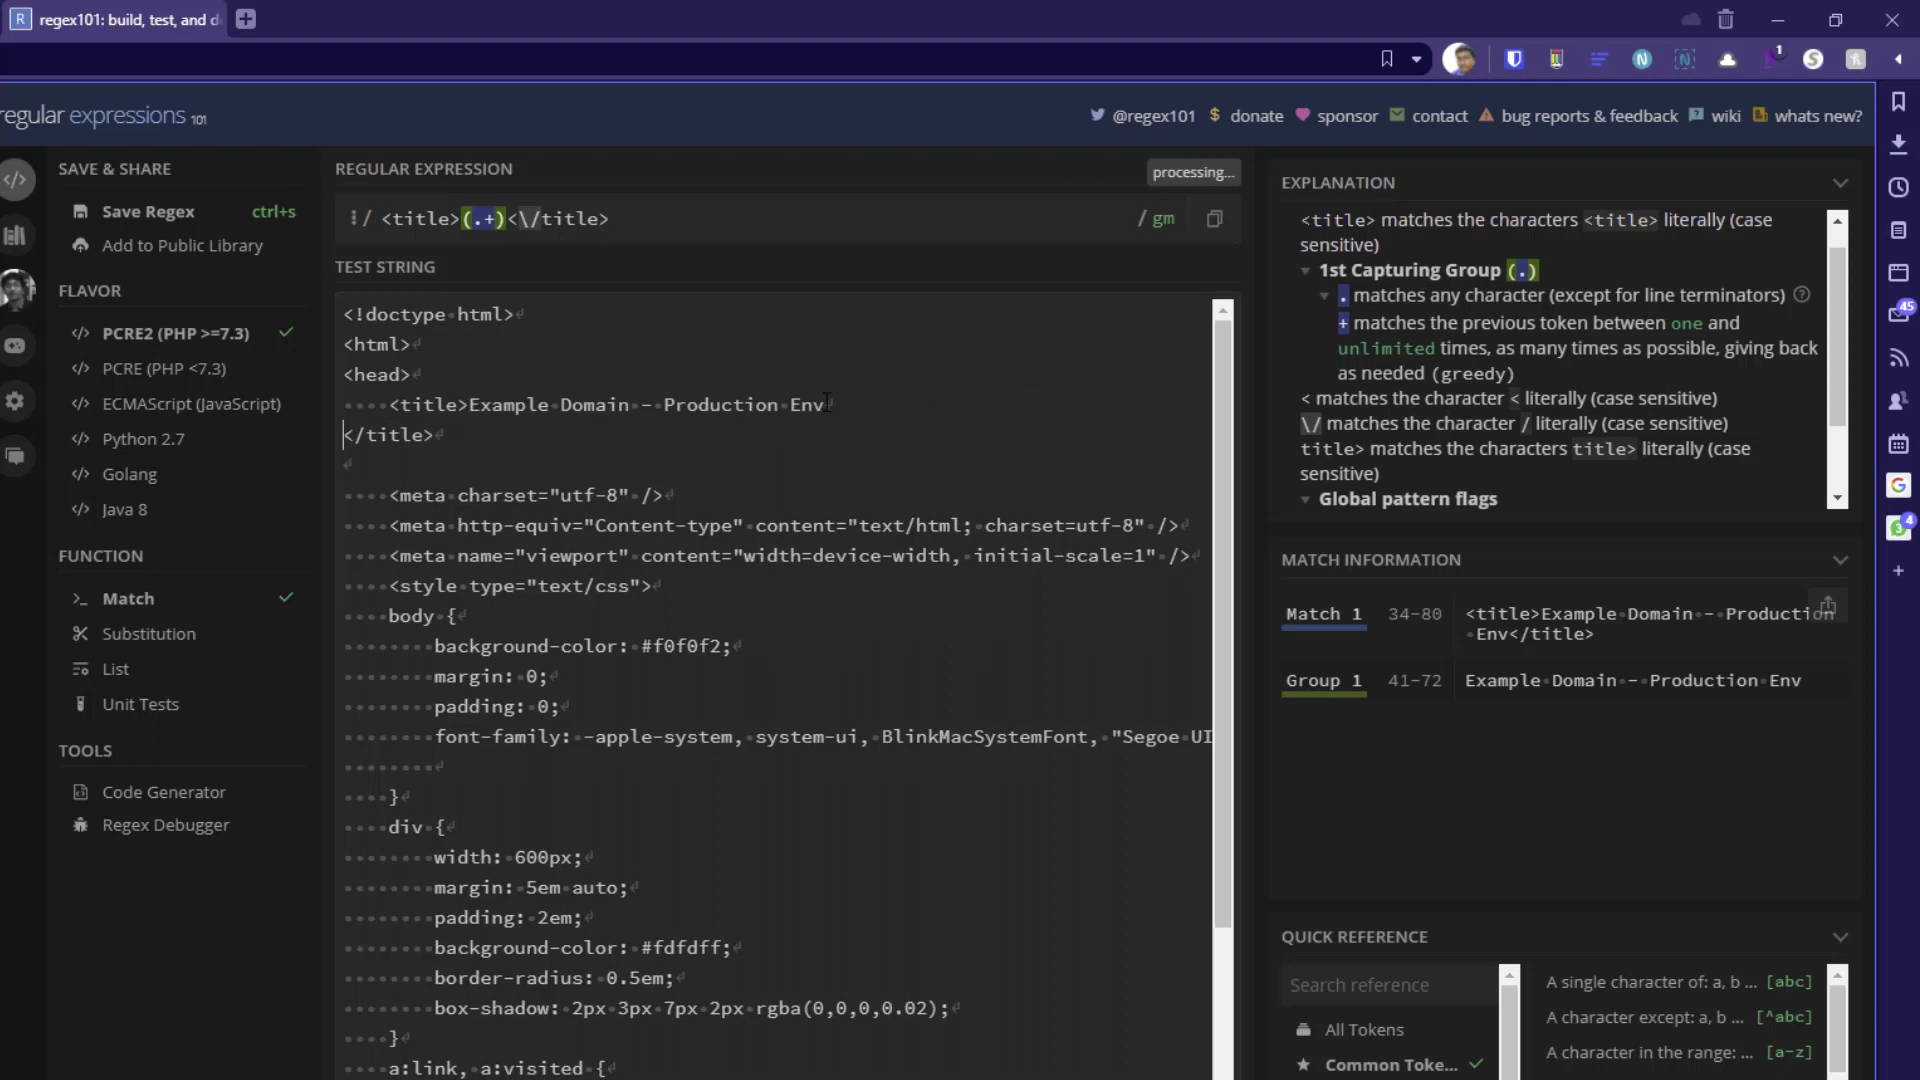 R regex101: build, test, and d
1
regular expressions 101
@regex101 $ donate sponsor contact bug reports & feedback wiki whats new?
SAVE & SHARE
Save Regex ctrl+s
Add to Public Library
FLAVOR
PCRE2 (PHP >=7.3)
PCRE (PHP <7.3)
ECMAScript (JavaScript)
Python 2.7
Golang
Java 8
FUNCTION
Match
Substitution
List
Unit Tests
TOOLS
Code Generator
Regex Debugger
REGULAR EXPRESSION processing...
/ <title>(.+)<\/title> / gm
TEST STRING
<!doctype html>
<html>
<head>
<title>Example Domain - Production Env
</title>
<meta charset="utf-8" />
<meta http-equiv="Content-type" content="text/html; charset=utf-8" />
<meta name="viewport" content="width=device-width, initial-scale=1" />
<style type="text/css">
body {
background-color: #f0f0f2;
margin: 0;
padding: 0;
font-family: -apple-system, system-ui, BlinkMacSystemFont, "Segoe UI
}
div {
width: 600px;
margin: 5em auto;
padding: 2em;
background-color: #fdfdff;
border-radius: 0.5em;
box-shadow: 2px 3px 7px 2px rgba(0,0,0,0.02);
}
a:link, a:visited {
EXPLANATION
<title> matches the characters <title> literally (case
sensitive)
1st Capturing Group (.)
. matches any character (except for line terminators)
+ matches the previous token between one and
unlimited times, as many times as possible, giving back
as needed (greedy)
< matches the character < literally (case sensitive)
\/ matches the character / literally (case sensitive)
title> matches the characters title> literally (case
sensitive)
Global pattern flags
MATCH INFORMATION
Match 1 34-80 <title>Example Domain - Production
Env</title>
Group 1 41-72 Example Domain - Production Env
QUICK REFERENCE
Search reference
All Tokens
Common Toke...
A single character of: a, b ... [abc]
A character except: a, b ... [^abc]
A character in the range: ... [a-z]
45
4